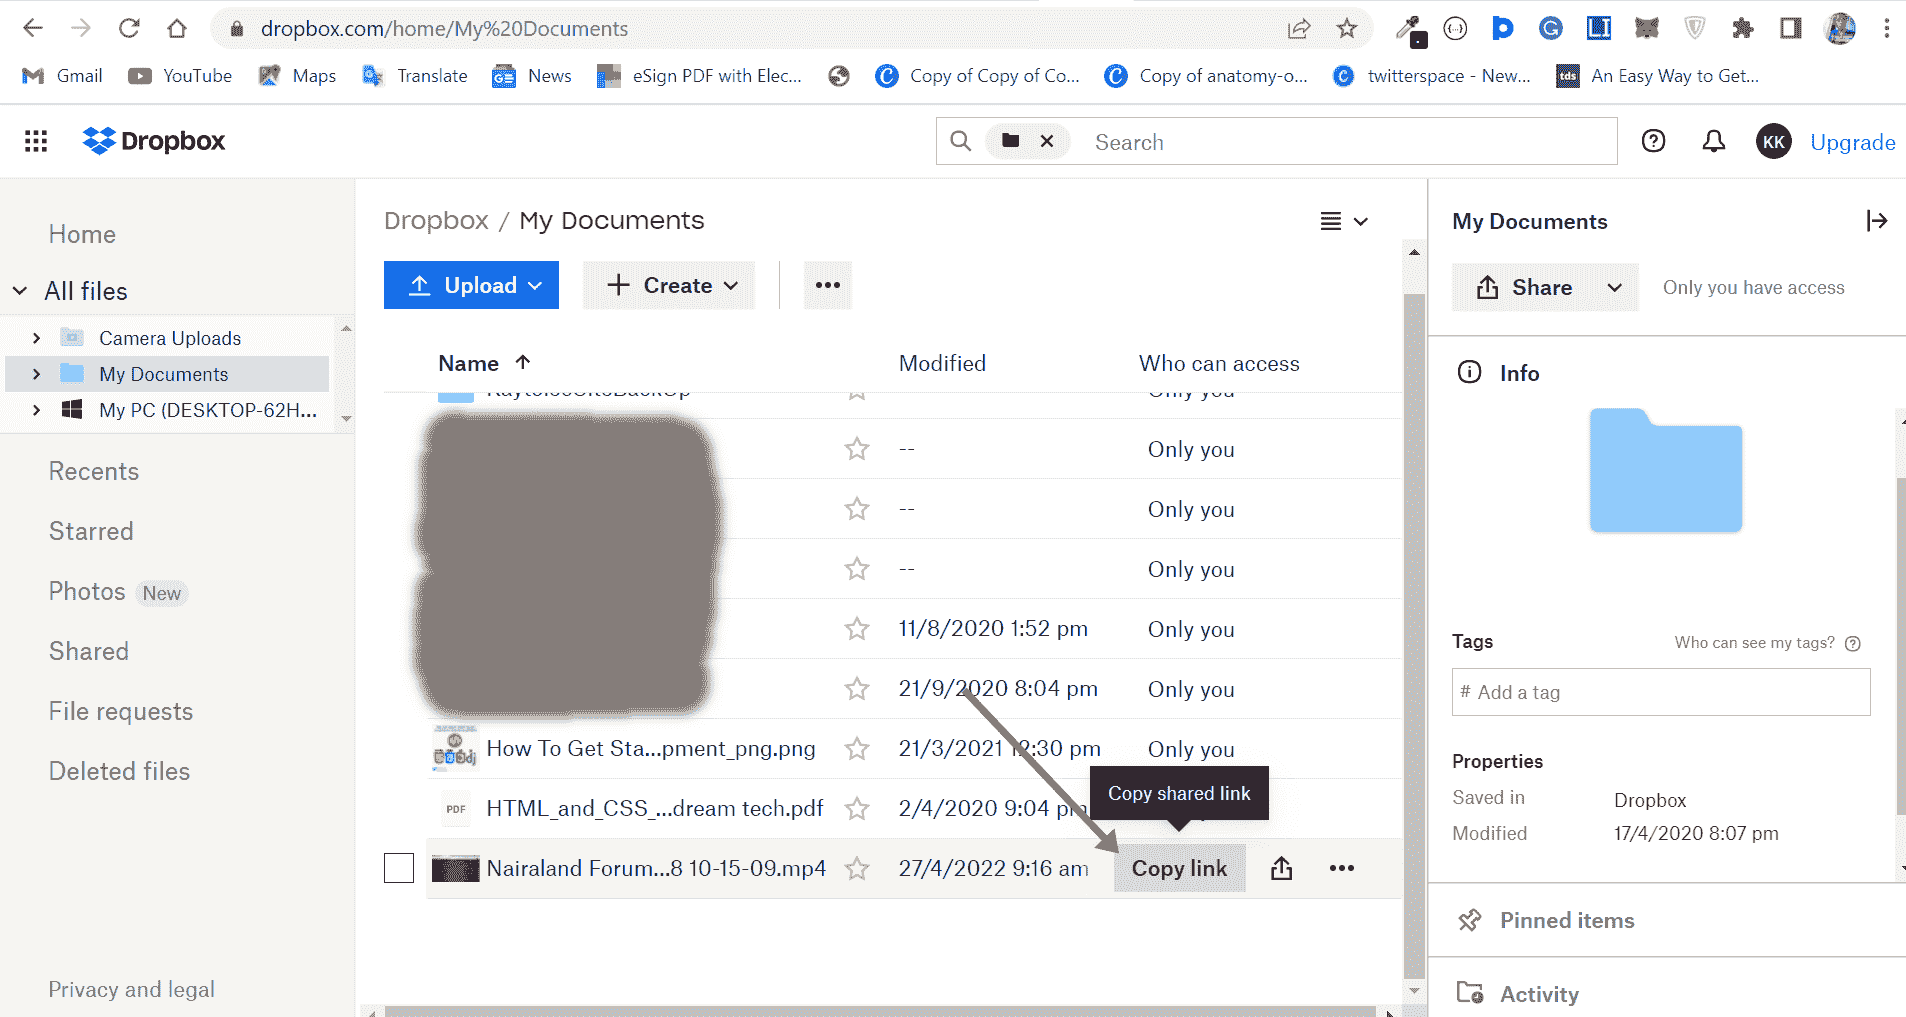 dropbox.com/home/My%20Documents
Gmail YouTube Maps Translate News eSign PDF with Elec... Copy of Copy of Co... Copy of anatomy-o... twitterspace - New... tds An Easy Way to Get...
Dropbox
Search
KK
Upgrade
Home
All files
Camera Uploads
My Documents
My PC (DESKTOP-62H...
Recents
Starred
Photos New
Shared
File requests
Deleted files
Privacy and legal
Dropbox / My Documents
Upload
Create
Name Modified Who can access
Only you
-- Only you
-- Only you
-- Only you
11/8/2020 1:52 pm Only you
21/9/2020 8:04 pm Only you
How To Get Sta...pment_png.png 21/3/2021 12:30 pm Only you
HTML_and_CSS_...dream tech.pdf 2/4/2020 9:04 pm
PDF
Copy shared link
Nairaland Forum...8 10-15-09.mp4 27/4/2022 9:16 am Copy link
My Documents
Share Only you have access
Info
Tags Who can see my tags?
# Add a tag
Properties
Saved in Dropbox
Modified 17/4/2020 8:07 pm
Pinned items
Activity